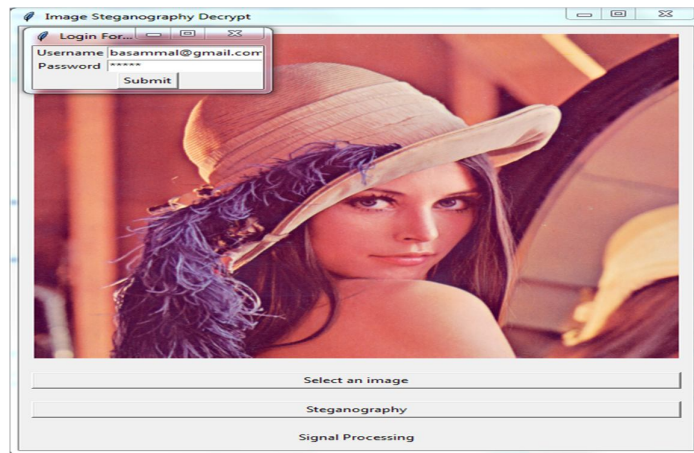 Image Steganography Decrypt
Login For...
Username basammal@gmail.com
Password *****
Submit
Select an image
Steganography
Signal Processing